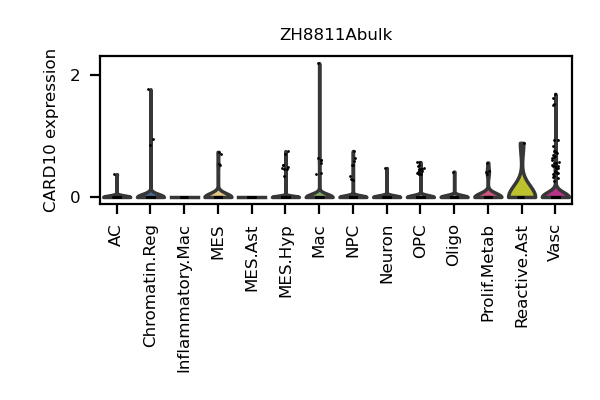 ZH8811Abulk
CARD10 expression
2
0
AC
Chromatin.Reg
Inflammatory.Mac
MES
MES.Ast
MES.Hyp
Mac
NPC
Neuron
OPC
Oligo
Prolif.Metab
Reactive.Ast
Vasc